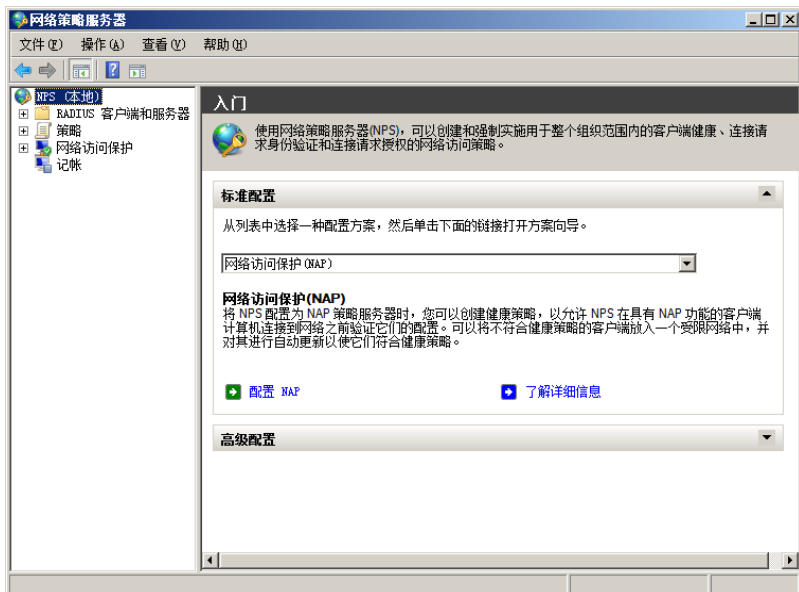 网络策略服务器
文件(F) 操作(A) 查看(V) 帮助(H)
NPS (本地)
RADIUS 客户端和服务器
策略
网络访问保护
记帐
入门
使用网络策略服务器(NPS)，可以创建和强制实施用于整个组织范围内的客户端健康、连接请
求身份验证和连接请求授权的网络访问策略。
标准配置
从列表中选择一种配置方案，然后单击下面的链接打开方案向导。
网络访问保护(NAP)
网络访问保护(NAP)
将 NPS 配置为 NAP 策略服务器时，您可以创建健康策略，以允许 NPS 在具有 NAP 功能的客户端
计算机连接到网络之前验证它们的配置。可以将不符合健康策略的客户端放入一个受限网络中，并
对其进行自动更新以使它们符合健康策略。
配置 NAP
了解详细信息
高级配置